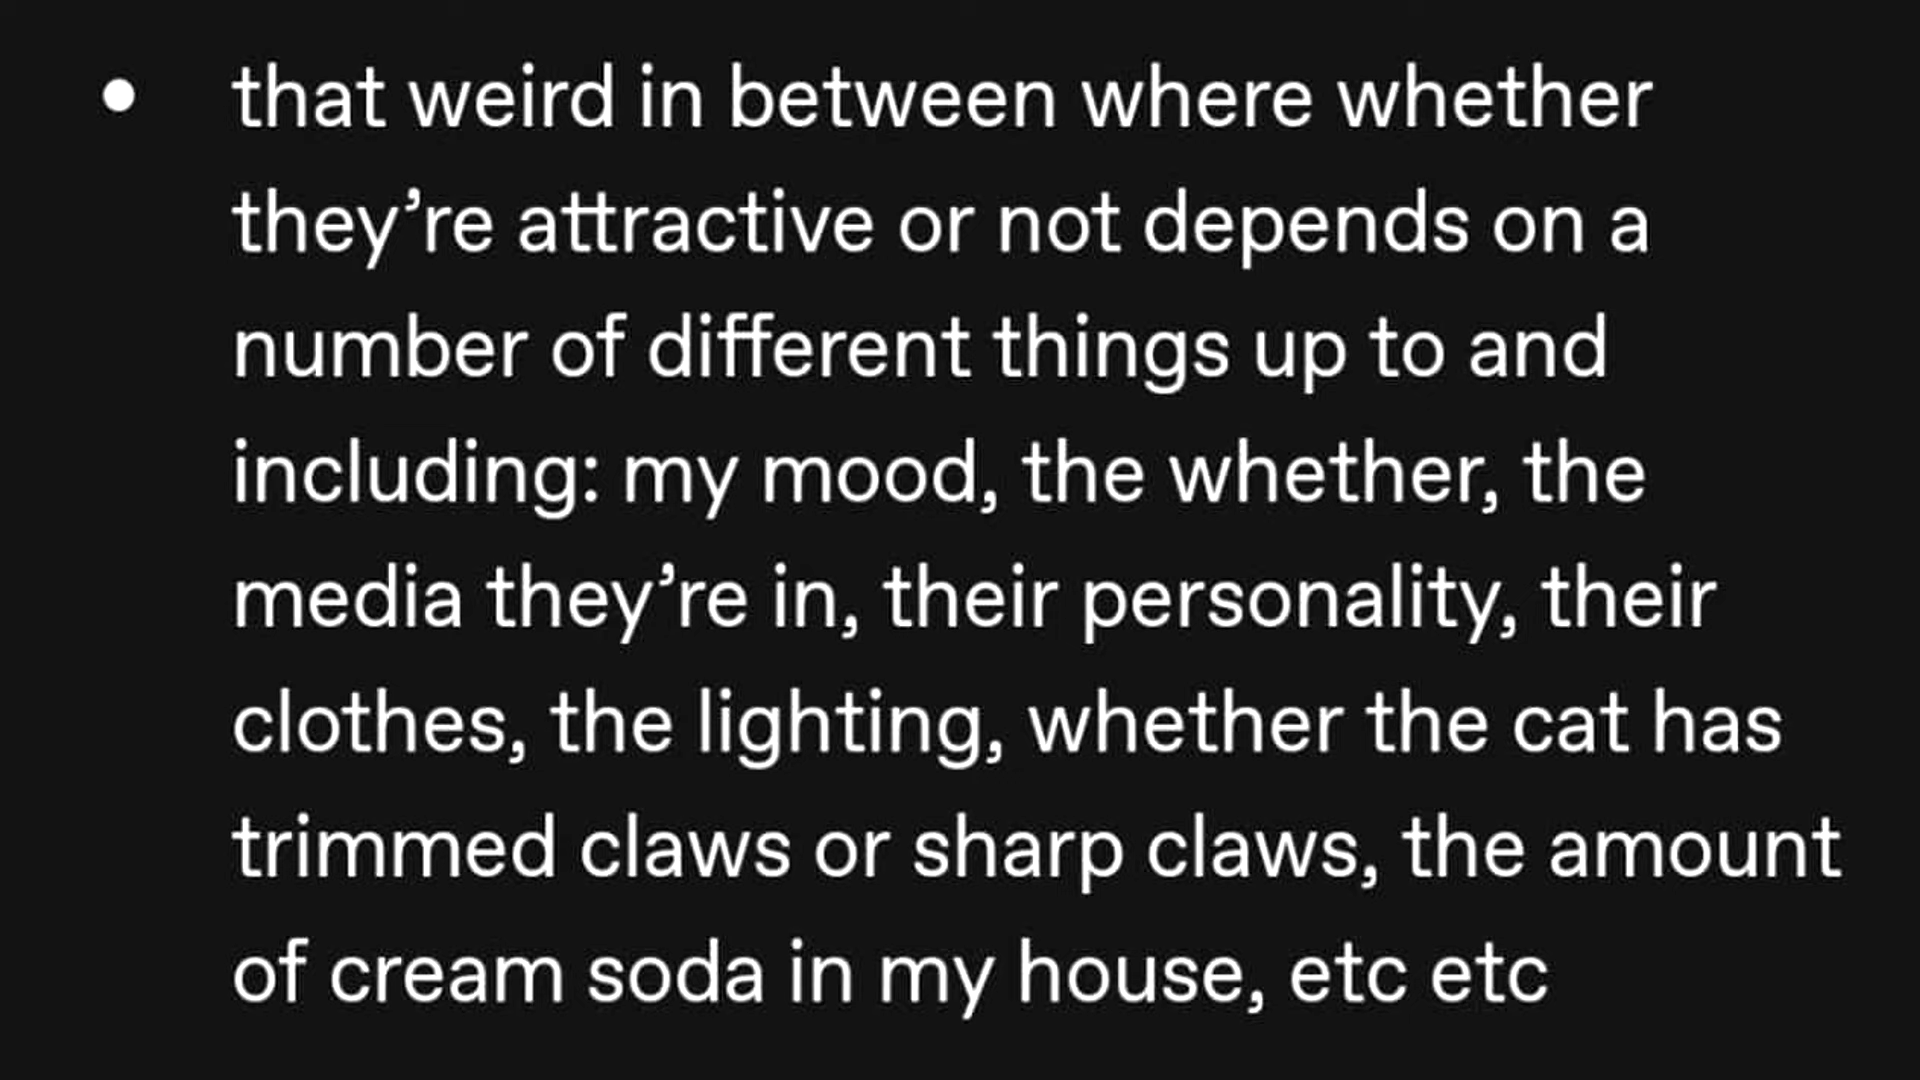 • that weird in between where whether
they’re attractive or not depends on a
number of different things up to and
including: my mood, the whether, the
media they’re in, their personality, their
clothes, the lighting, whether the cat has
trimmed claws or sharp claws, the amount
of cream soda in my house, etc etc